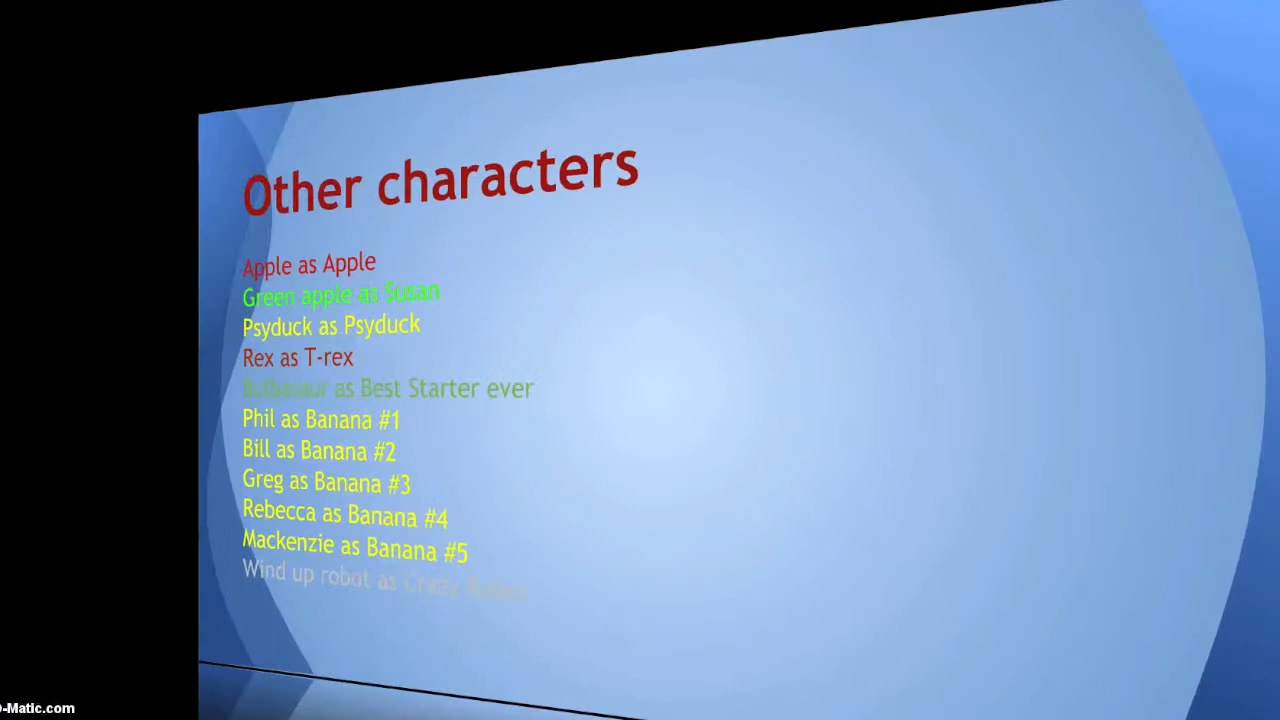 Other characters
Apple as Apple
Green apple as Susan
Psyduck as Psyduck
Rex as T-rex
Bulbasaur as Best Starter ever
Phil as Banana #1
Bill as Banana #2
Greg as Banana #3
Rebecca as Banana #4
Mackenzie as Banana #5
Wind up robot as Crazy
-Matic.com